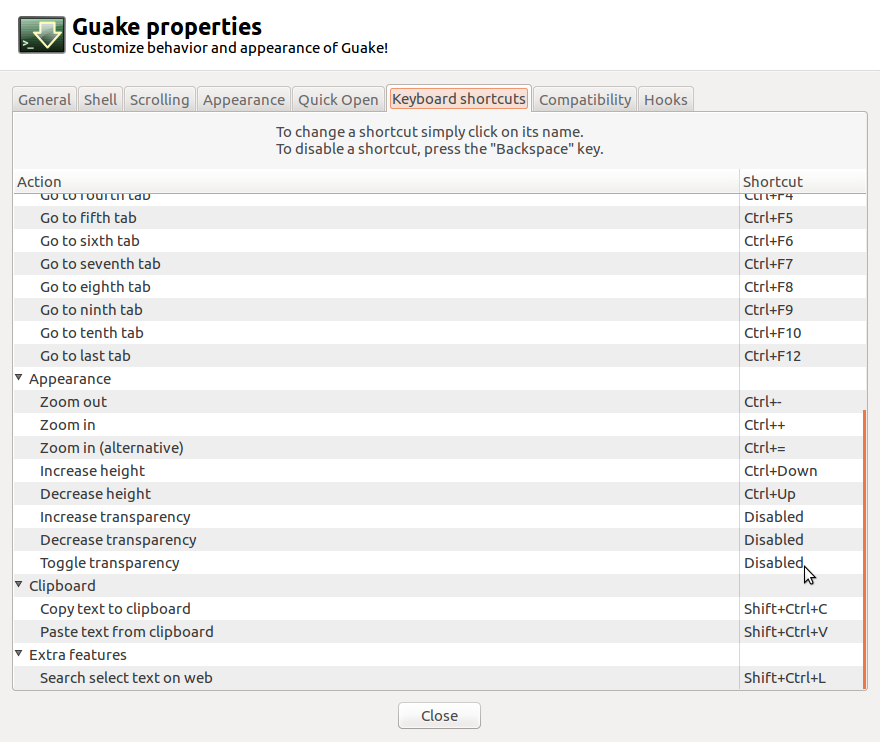 Guake properties
Customize behavior and appearance of Guake!
General Shell Scrolling Appearance Quick Open Keyboard shortcuts Compatibility Hooks
To change a shortcut simply click on its name.
To disable a shortcut, press the "Backspace" key.
Action Shortcut
Go to fourth tab Ctrl+F4
Go to fifth tab Ctrl+F5
Go to sixth tab Ctrl+F6
Go to seventh tab Ctrl+F7
Go to eighth tab Ctrl+F8
Go to ninth tab Ctrl+F9
Go to tenth tab Ctrl+F10
Go to last tab Ctrl+F12
Appearance
Zoom out Ctrl+-
Zoom in Ctrl++
Zoom in (alternative) Ctrl+=
Increase height Ctrl+Down
Decrease height Ctrl+Up
Increase transparency Disabled
Decrease transparency Disabled
Toggle transparency Disabled
Clipboard
Copy text to clipboard Shift+Ctrl+C
Paste text from clipboard Shift+Ctrl+V
Extra features
Search select text on web Shift+Ctrl+L
Close